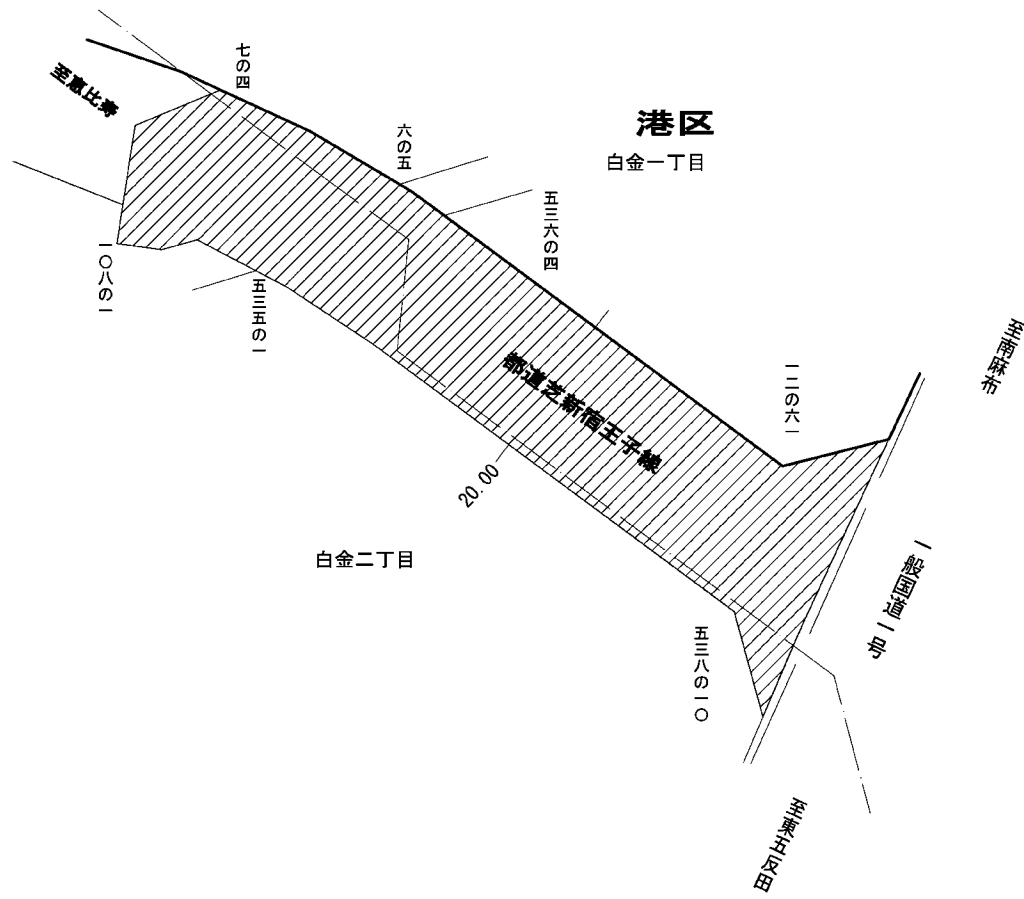 港区
白金一丁目
七の四
六の五
五三六の四
一二の六一
至恵比寿
一〇八の一
五三五の一
都道芝新宿王子線
20.00
白金二丁目
五三八の一〇
至南麻布
一般国道一号
至東五反田